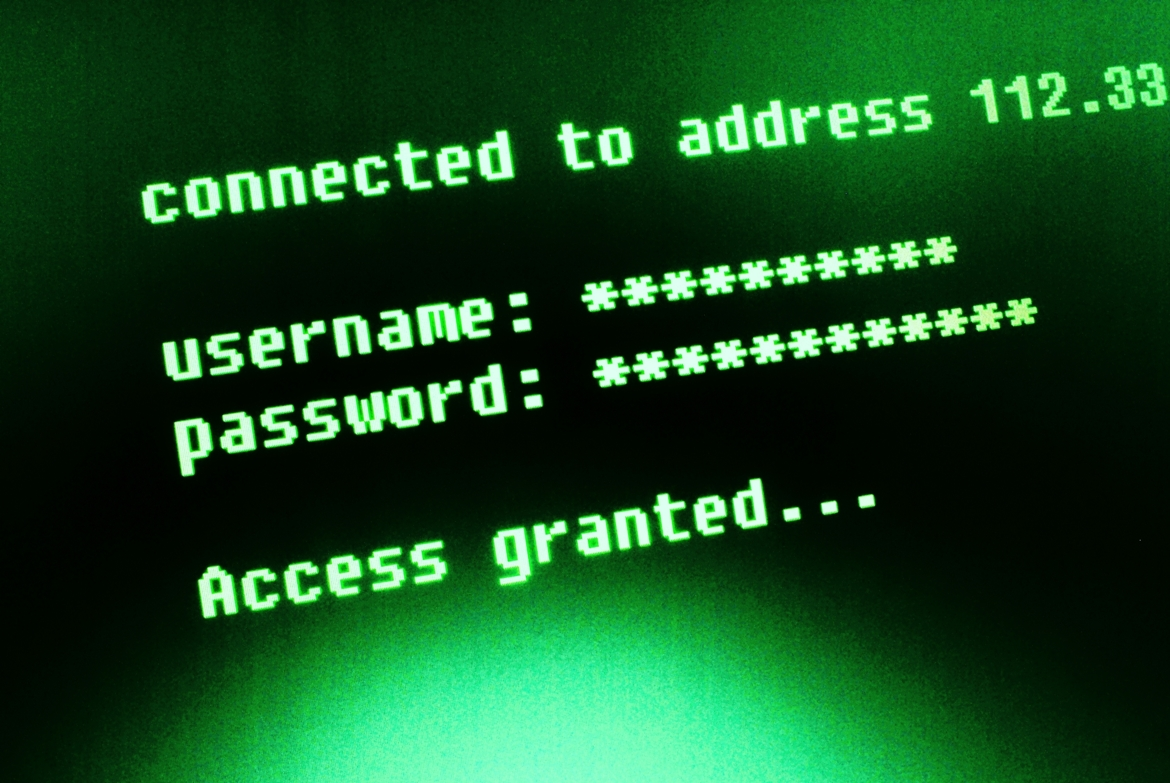 connected to address 112.33
username: **********
password: ************
Access granted...